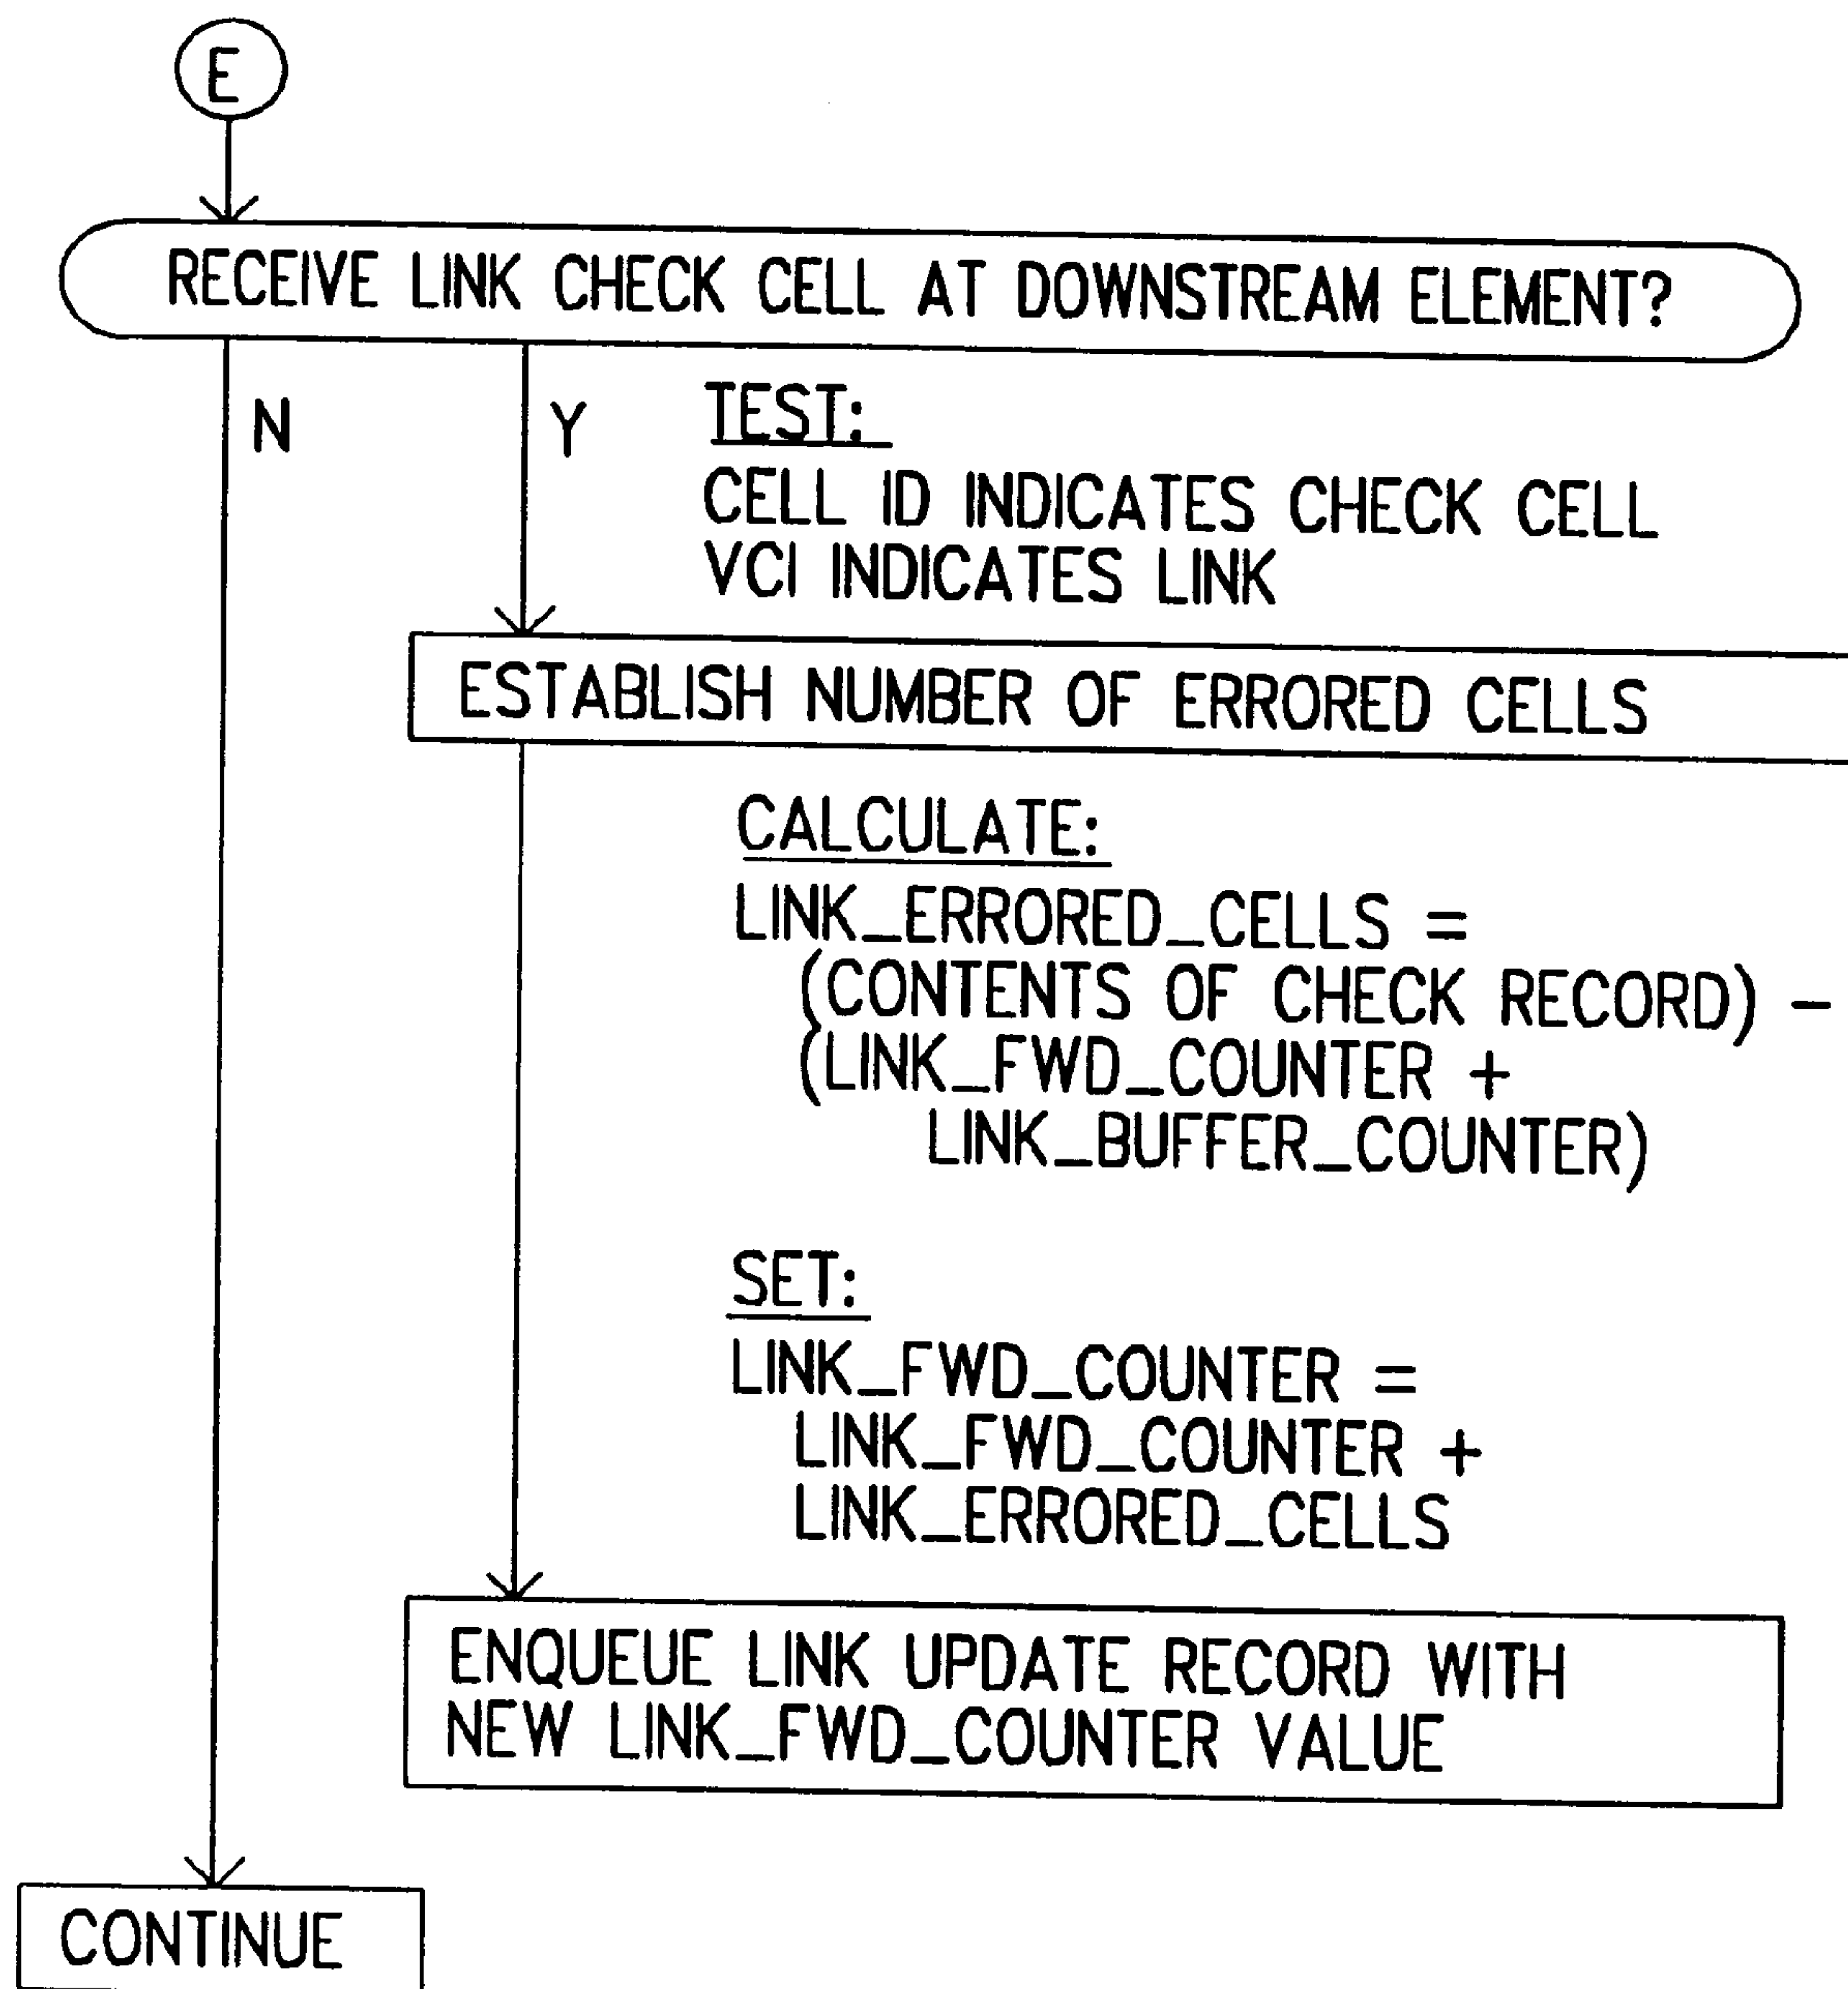 E
RECEIVE LINK CHECK CELL AT DOWNSTREAM ELEMENT?
N
Y
TEST:
CELL ID INDICATES CHECK CELL
VCI INDICATES LINK
ESTABLISH NUMBER OF ERRORED CELLS
CALCULATE:
LINK_ERRORED_CELLS =
(CONTENTS OF CHECK RECORD) -
(LINK_FWD_COUNTER +
LINK_BUFFER_COUNTER)
SET:
LINK_FWD_COUNTER =
LINK_FWD_COUNTER +
LINK_ERRORED_CELLS
ENQUEUE LINK UPDATE RECORD WITH
NEW LINK_FWD_COUNTER VALUE
CONTINUE